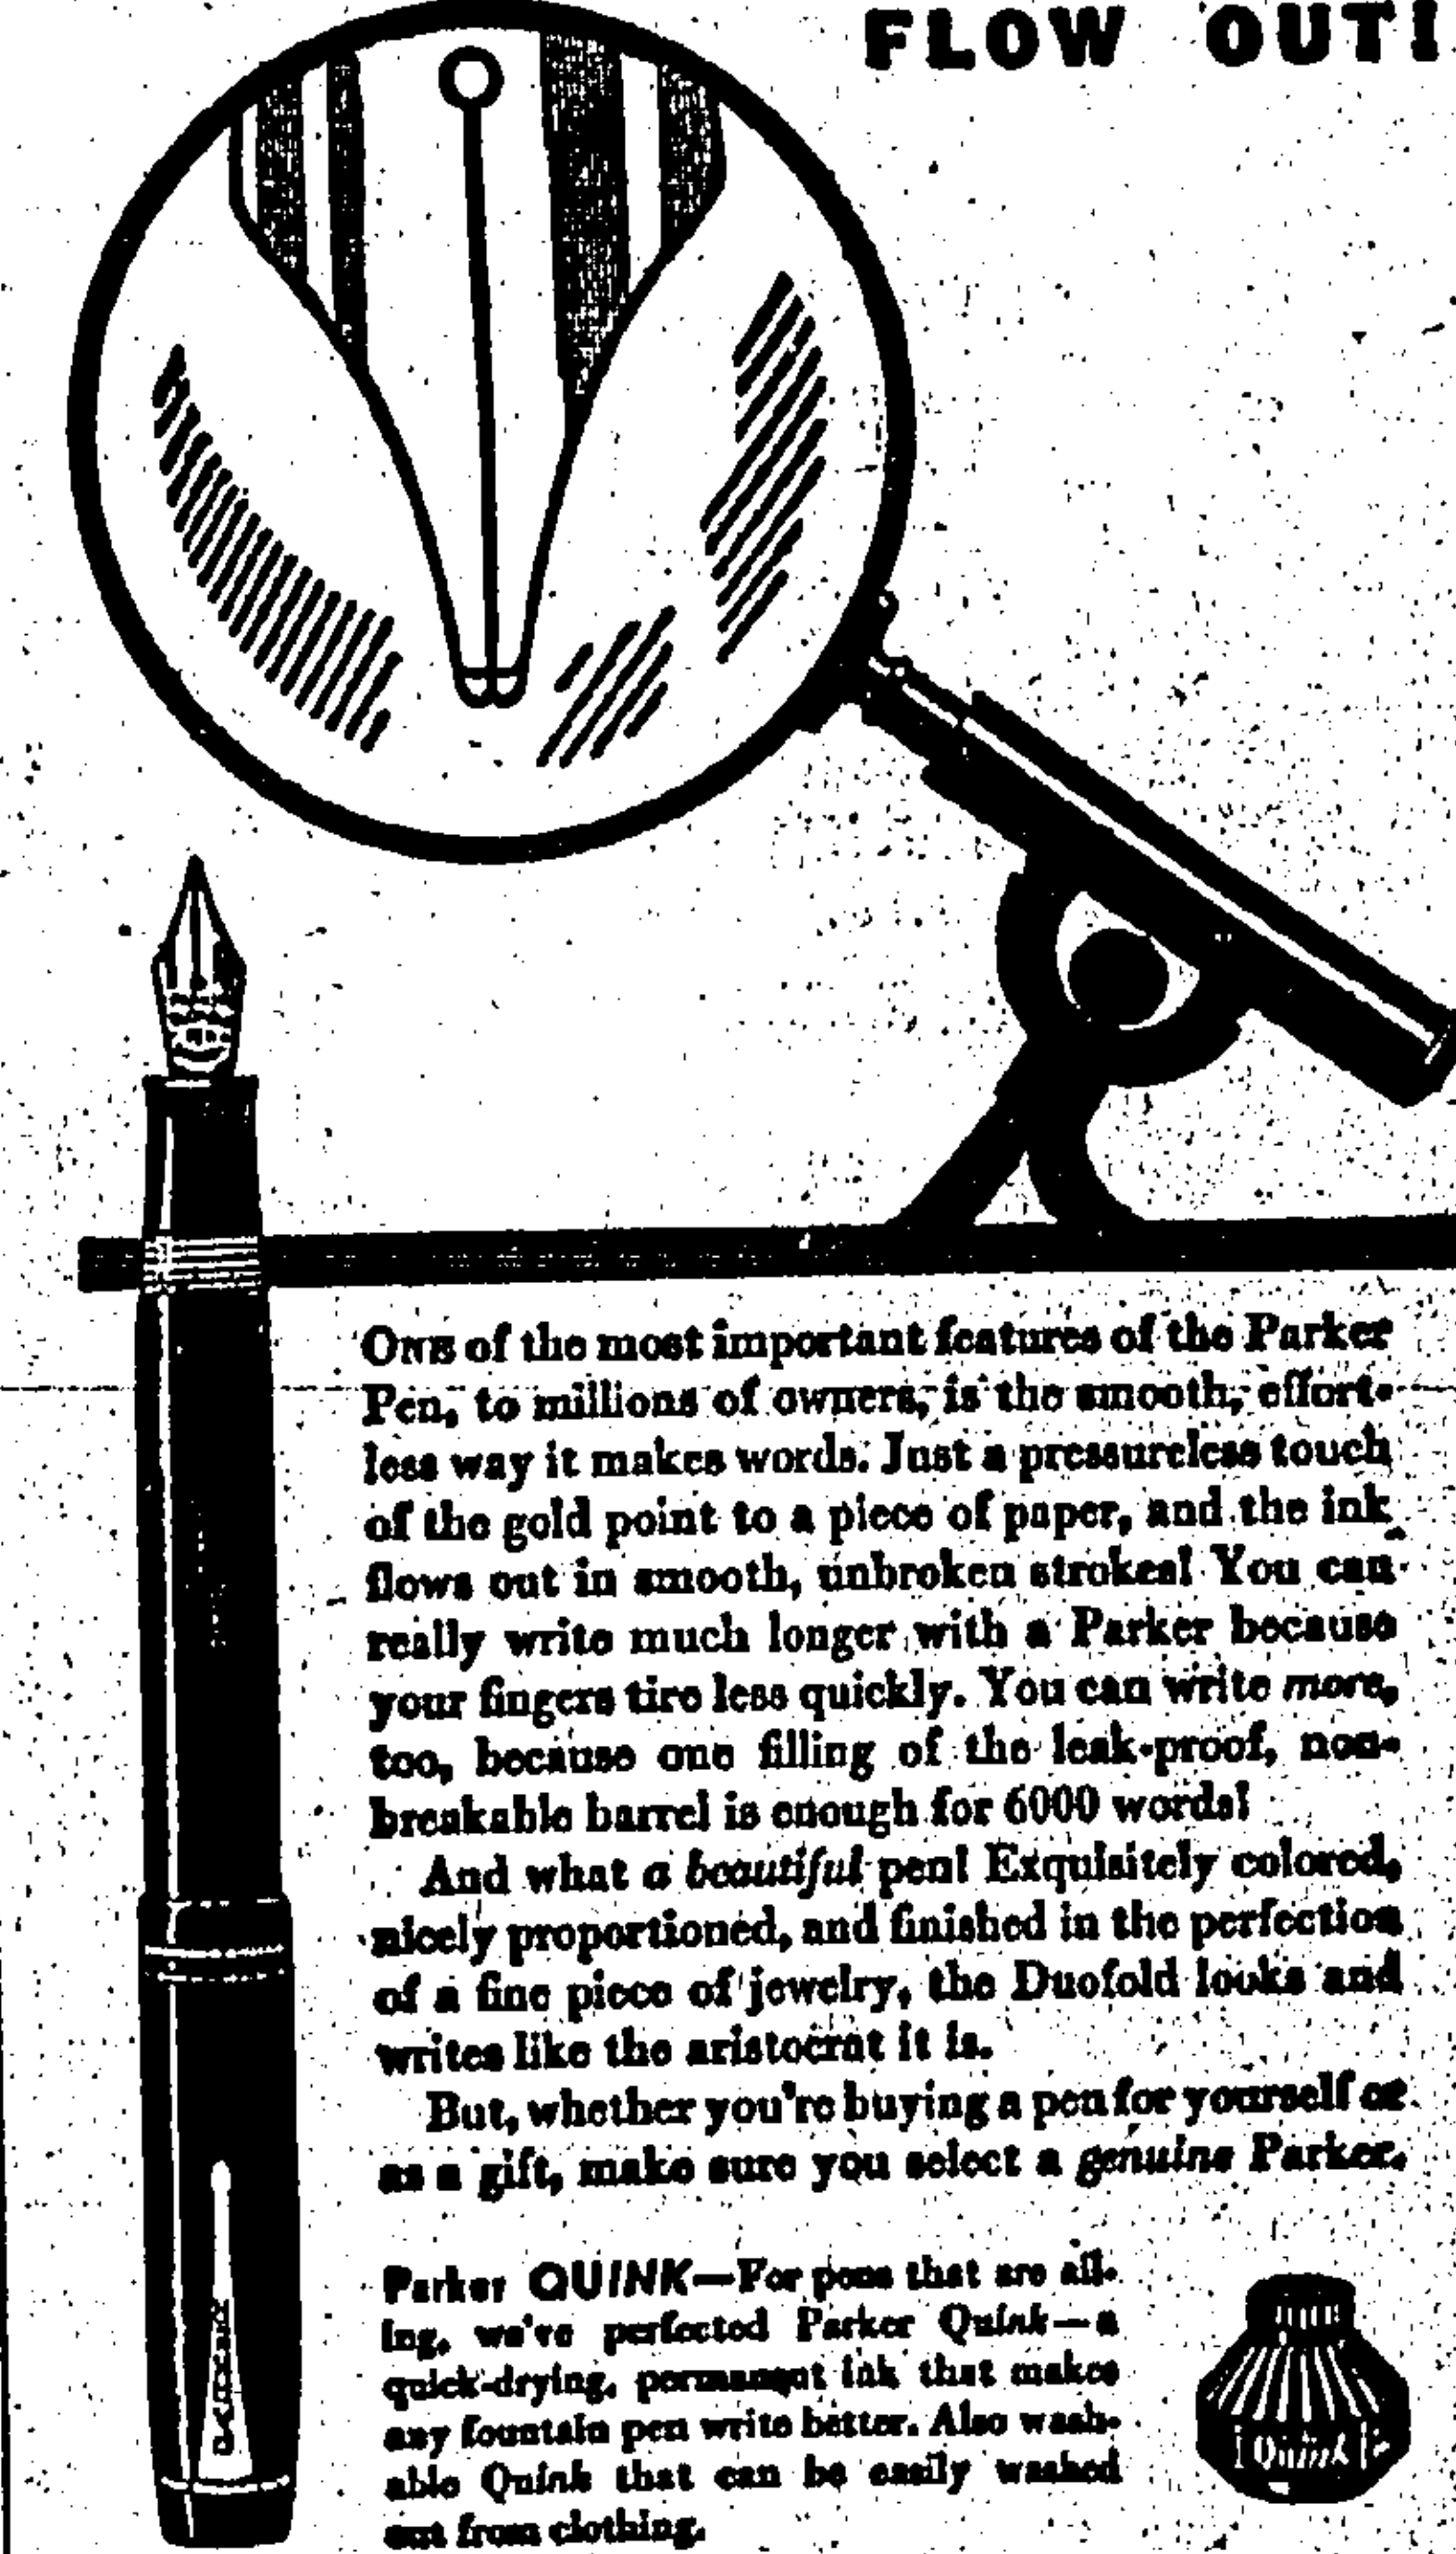 FLOW OUT!
ONE of the most important features of the Parker
Pen, to millions of owners, is the smooth, effort-
less way it makes words. Just a pressureless touch
of the gold point to a piece of paper, and the ink
flows out in smooth, unbroken strokes! You can
really write much longer with a Parker because
your fingers tire less quickly. You can write more,
too, because one filling of the leak-proof, non-
breakable barrel is enough for 6000 words!
And what a beautiful pen! Exquisitely colored,
nicely proportioned, and finished in the perfection
of a fine piece of jewelry, the Duofold looks and
writes like the aristocrat it is.
But, whether you're buying a pen for yourself or
as a gift, make sure you select a genuine Parker.
Parker QUINK—For pens that are ail-
ing, we've perfected Parker Quink—a
quick-drying, permanent ink that makes
any fountain pen write better. Also wash-
able Quink that can be easily washed
out from clothing.
Quink
PARKER